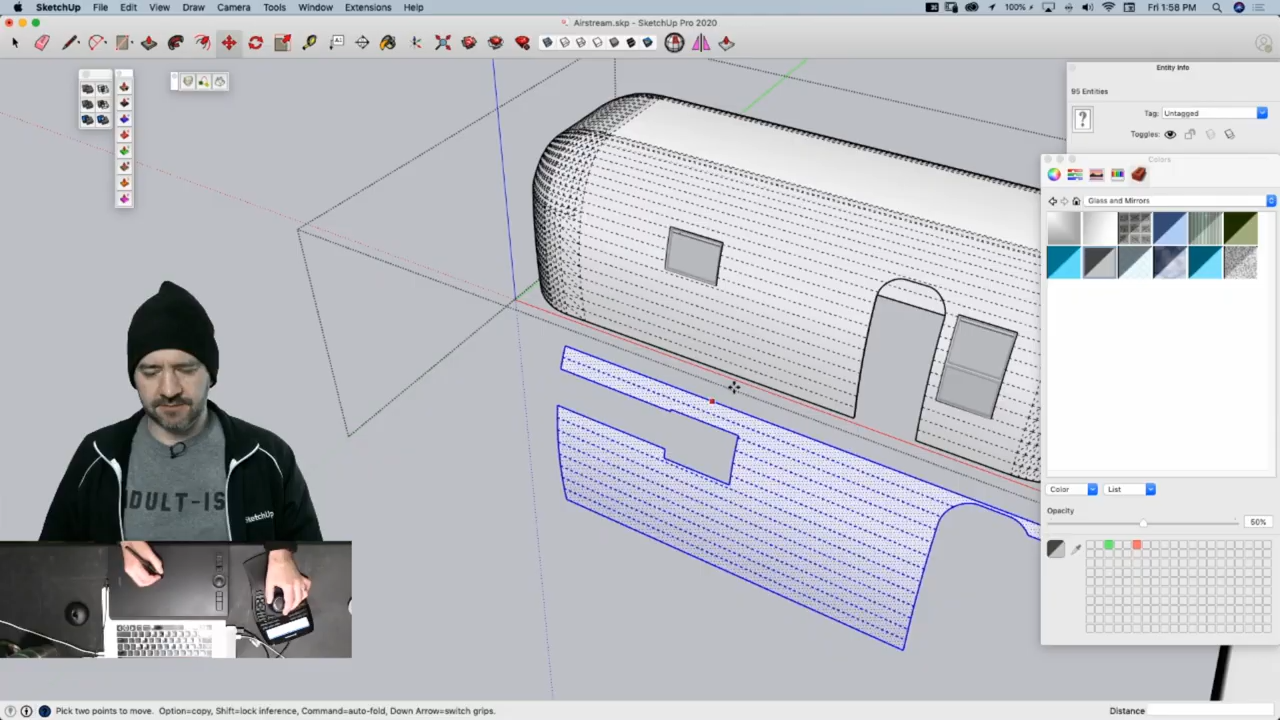 SketchUp File Edit View Draw Camera Tools Window Extensions Help
100% Fri 1:58 PM
Airstream.skp - SketchUp Pro 2020
Entity Info
95 Entities
Tag: Untagged
Toggles:
Colors
Glass and Mirrors
Color List
Opacity
50%
DULT-IS
SketchUp
Pick two points to move. Option=copy, Shift=lock inference, Command=auto-fold, Down Arrow=switch grips.
Distance